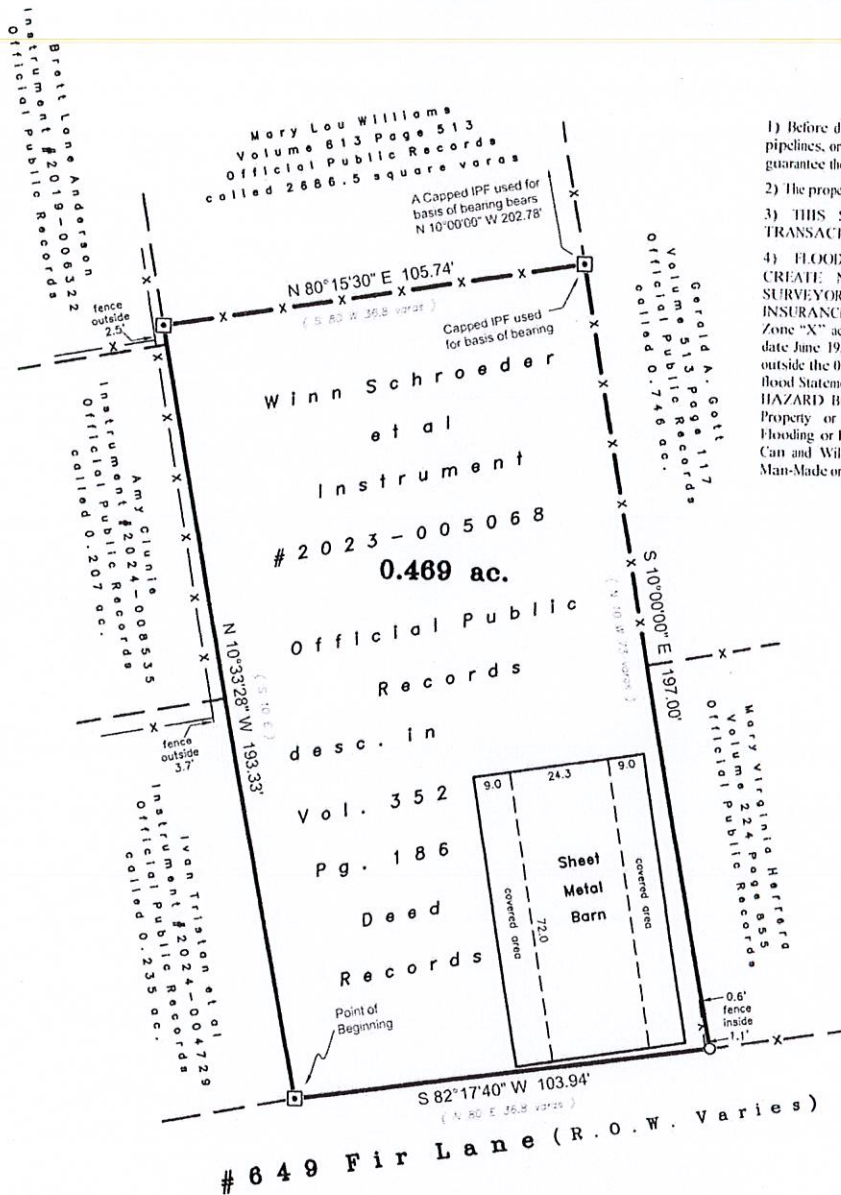 Brett Lane Anderson
Instrument #2019-006322
Official Public Records
Mary Lou Williams
Volume 613 Page 513
Official Public Records
called 2686.5 square varas
A Capped IPF used for
basis of bearing bears
N 10°00'00" W 202.78'
fence
outside
2.5'
N 80°15'30" E 105.74'
( S 80 W 36.8 varas )
Capped IPF used
for basis of bearing
Gerald A. Gott
Volume 513 Page 117
Official Public Records
called 0.746 ac.
Amy Clunie
Instrument #2024-008535
Official Public Records
called 0.207 ac.
Winn Schroeder
et al
Instrument
#2023-005068
0.469 ac.
Official Public
Records
desc. in
Vol. 352
Pg. 186
Deed
Records
N 10°33'28" W 193.33'
( S 10 E )
S 10°00'00" E 197.00'
( N 10 W 73 varas )
fence
outside
3.7'
Ivan Tristan et al
Instrument #2024-004729
Official Public Records
called 0.235 ac.
Mary Virginia Herrera
Volume 224 Page 855
Official Public Records
9.0
24.3
9.0
Sheet
Metal
Barn
covered area
72.0
covered area
0.6'
fence
inside
1.1'
Point of
Beginning
S 82°17'40" W 103.94'
( N 80 E 36.8 varas )
#649 Fir Lane (R.O.W. Varies)
1) Before d
pipelines, or
guarantee the
2) The prope
3) THIS S
TRANSACT
4) FLOOD
CREATE N
SURVEYOR
INSURANCE
Zone "X" ac
date June 19,
outside the 0
flood Stateme
HAZARD B
Property or
Flooding or
Can and Wil
Man-Made or